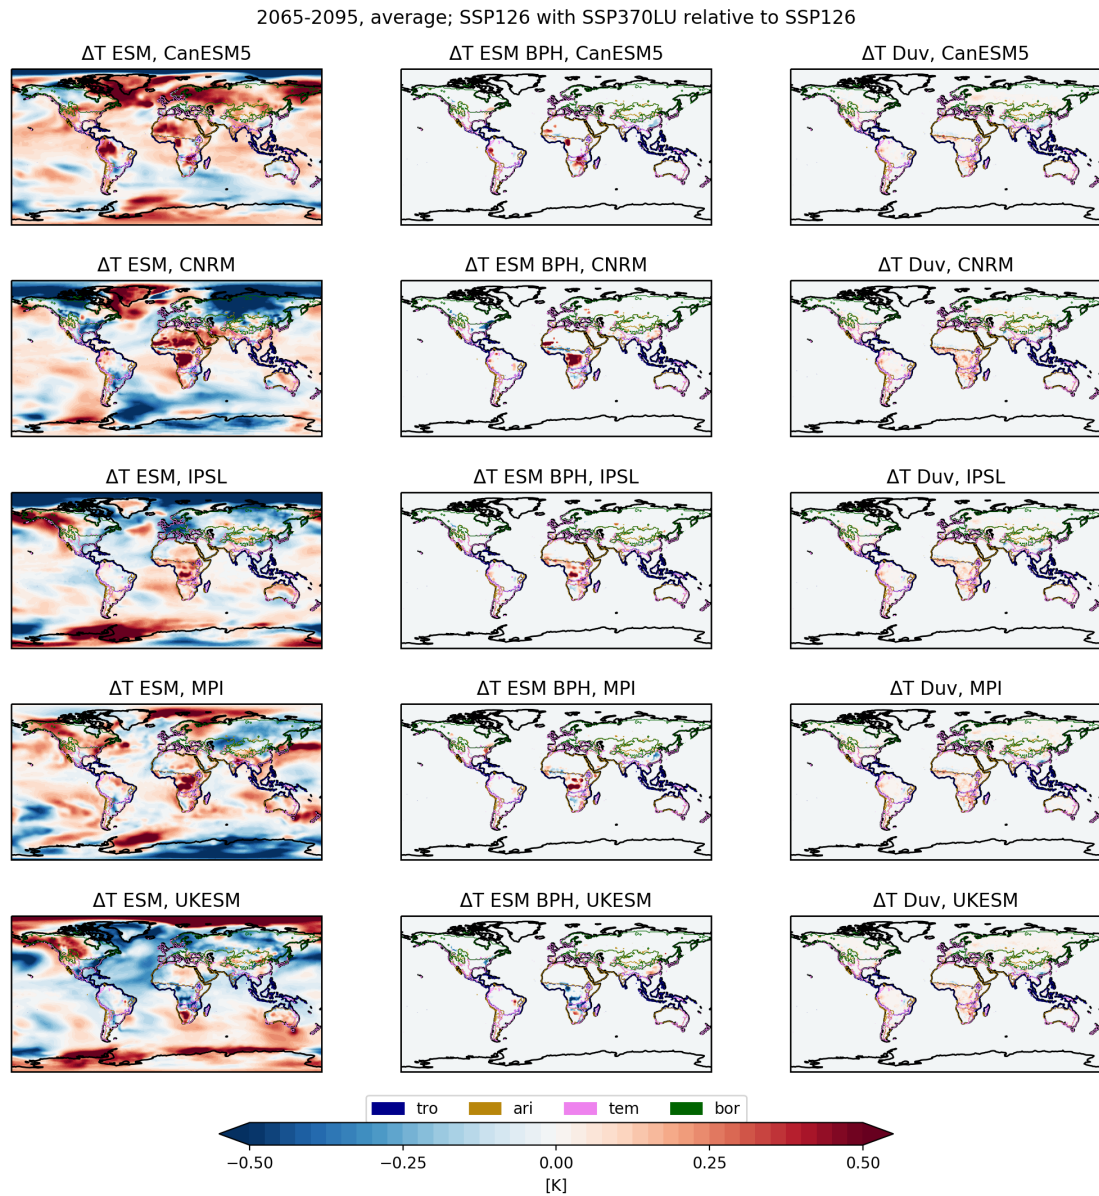 2065-2095, average; SSP126 with SSP370LU relative to SSP126
ΔT ESM, CanESM5
ΔT ESM BPH, CanESM5
ΔT Duv, CanESM5
ΔT ESM, CNRM
ΔT ESM BPH, CNRM
ΔT Duv, CNRM
ΔT ESM, IPSL
ΔT ESM BPH, IPSL
ΔT Duv, IPSL
ΔT ESM, MPI
ΔT ESM BPH, MPI
ΔT Duv, MPI
ΔT ESM, UKESM
ΔT ESM BPH, UKESM
ΔT Duv, UKESM
tro ari tem bor
−0.50 −0.25 0.00 0.25 0.50
[K]